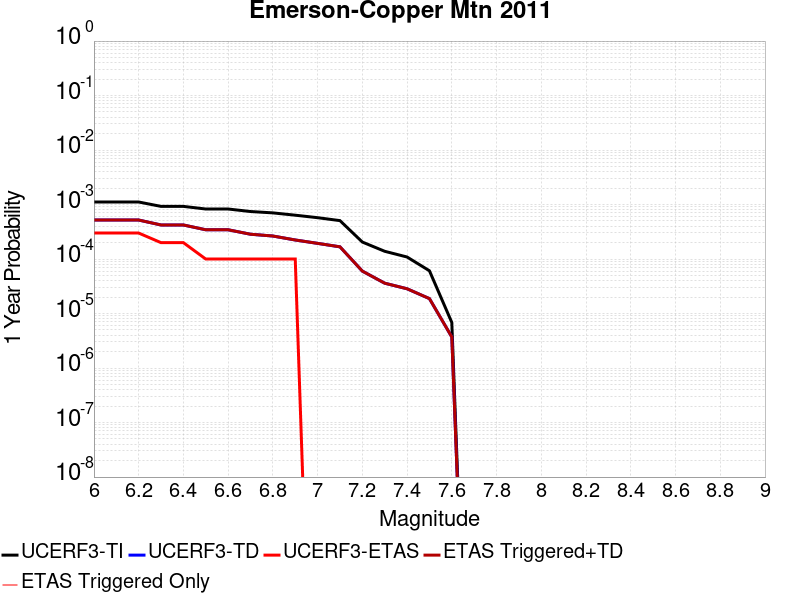 Emerson-Copper Mtn 2011
1 Year Probability
10^0
10^-1
10^-2
10^-3
10^-4
10^-5
10^-6
10^-7
10^-8
6 6.2 6.4 6.6 6.8 7 7.2 7.4 7.6 7.8 8 8.2 8.4 8.6 8.8 9
Magnitude
UCERF3-TI UCERF3-TD UCERF3-ETAS ETAS Triggered+TD
ETAS Triggered Only